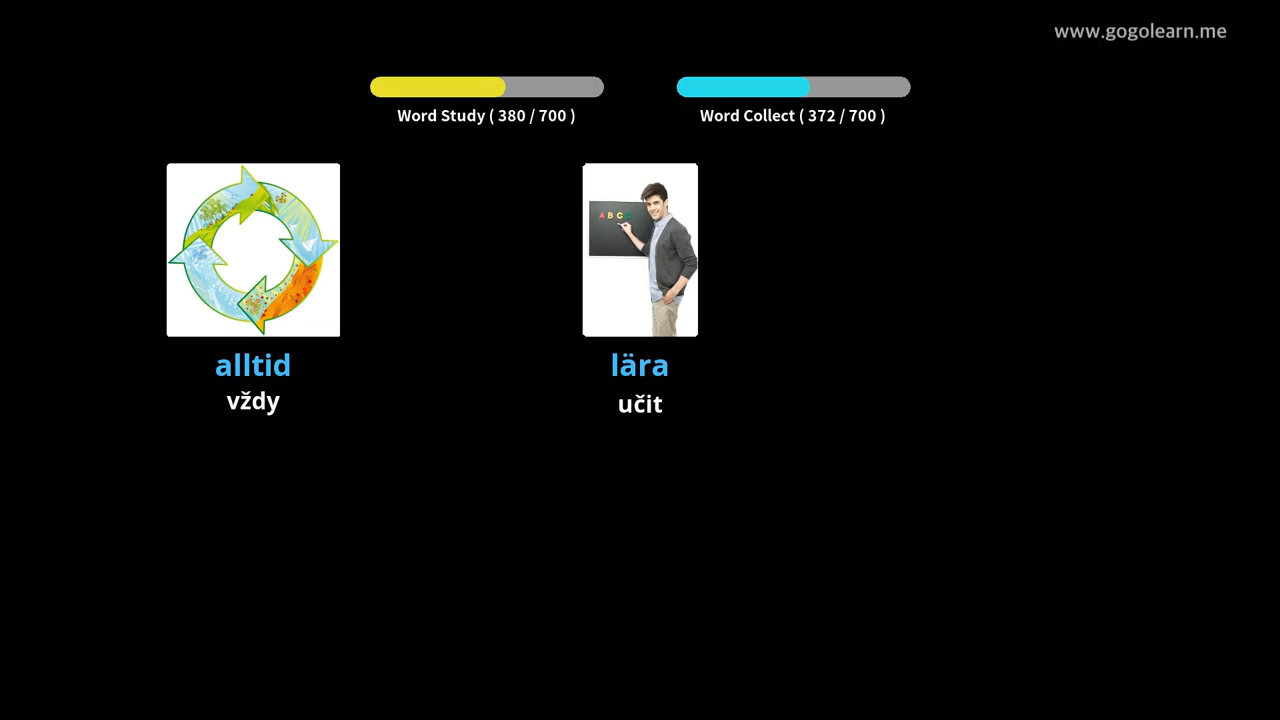 www.gogolearn.me
Word Study ( 380 / 700 )
Word Collect ( 372 / 700 )
A B C D
alltid
lära
vždy
učit